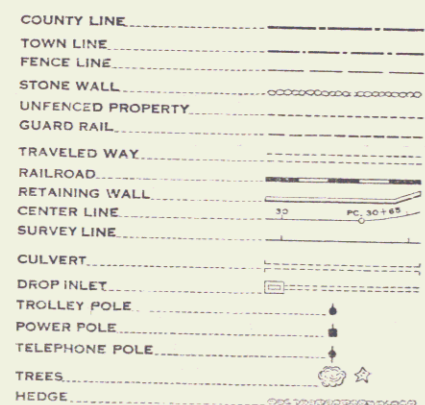 COUNTY LINE
TOWN LINE
FENCE LINE
STONE WALL
UNFENCED PROPERTY
GUARD RAIL
TRAVELED WAY
RAILROAD
RETAINING WALL
CENTER LINE 30 PC. 30+65
SURVEY LINE
CULVERT
DROP INLET
TROLLEY POLE
POWER POLE
TELEPHONE POLE
TREES
HEDGE